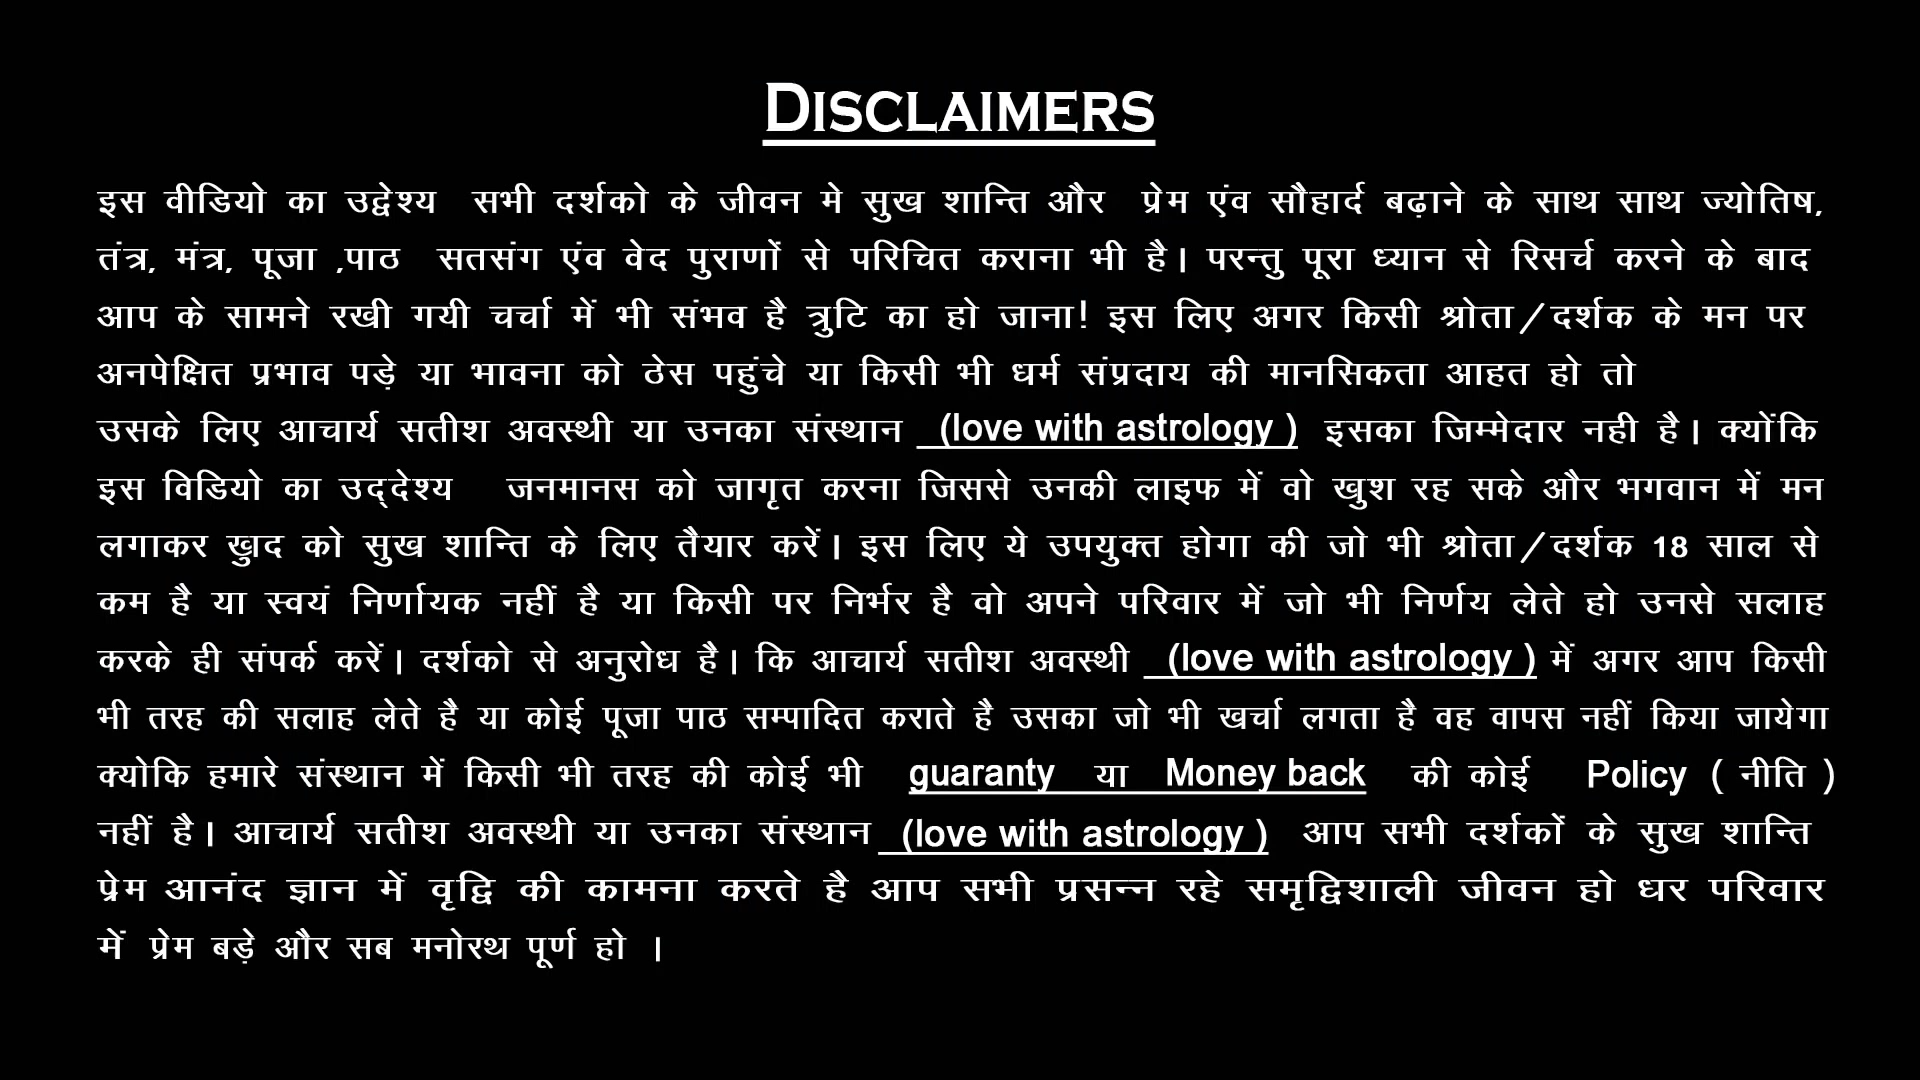 DISCLAIMERS
इस वीडियो का उद्वेश्य सभी दर्शको के जीवन मे सुख शान्ति और प्रेम एंव सौहार्द बढ़ाने के साथ साथ ज्योतिष,
तंत्र, मंत्र, पूजा ,पाठ सतसंग एंव वेद पुराणों से परिचित कराना भी है। परन्तु पूरा ध्यान से रिसर्च करने के बाद
आप के सामने रखी गयी चर्चा में भी संभव है त्रुटि का हो जाना! इस लिए अगर किसी श्रोता/दर्शक के मन पर
अनपेक्षित प्रभाव पड़े या भावना को ठेस पहुंचे या किसी भी धर्म संप्रदाय की मानसिकता आहत हो तो
उसके लिए आचार्य सतीश अवस्थी या उनका संस्थान (love with astrology ) इसका जिम्मेदार नही है। क्योंकि
इस विडियो का उद्देश्य जनमानस को जागृत करना जिससे उनकी लाइफ में वो खुश रह सके और भगवान में मन
लगाकर खुद को सुख शान्ति के लिए तैयार करें। इस लिए ये उपयुक्त होगा की जो भी श्रोता/दर्शक 18 साल से
कम है या स्वयं निर्णायक नहीं है या किसी पर निर्भर है वो अपने परिवार में जो भी निर्णय लेते हो उनसे सलाह
करके ही संपर्क करें। दर्शको से अनुरोध है। कि आचार्य सतीश अवस्थी (love with astrology ) में अगर आप किसी
भी तरह की सलाह लेते है या कोई पूजा पाठ सम्पादित कराते है उसका जो भी खर्चा लगता है वह वापस नहीं किया जायेगा
क्योकि हमारे संस्थान में किसी भी तरह की कोई भी guaranty या Money back की कोई Policy ( नीति )
नहीं है। आचार्य सतीश अवस्थी या उनका संस्थान (love with astrology ) आप सभी दर्शकों के सुख शान्ति
प्रेम आनंद ज्ञान में वृद्वि की कामना करते है आप सभी प्रसन्न रहे समृद्विशाली जीवन हो धर परिवार
में प्रेम बड़े और सब मनोरथ पूर्ण हो ।